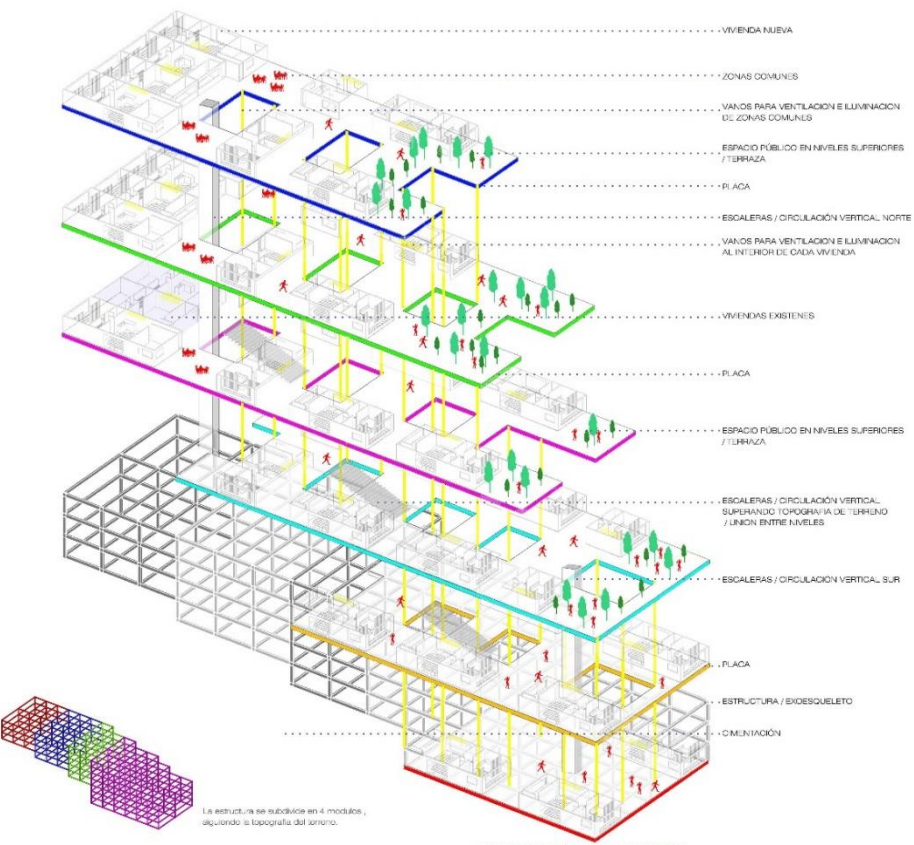 VIVIENDA NUEVA
ZONAS COMUNES
VANOS PARA VENTILACION E ILUMINACION
DE ZONAS COMUNES
ESPACIO PÚBLICO EN NIVELES SUPERIORES
/ TERRAZA
PLACA
ESCALERAS / CIRCULACIÓN VERTICAL NORTE
VANOS PARA VENTILACION E ILUMINACION
AL INTERIOR DE CADA VIVIENDA
VIVIENDAS EXISTENES
PLACA
ESPACIO PÚBLICO EN NIVELES SUPERIORES
/ TERRAZA
ESCALERAS / CIRCULACIÓN VERTICAL
SUPERANDO TOPOGRAFIA DE TERRENO
/ UNION ENTRE NIVELES
ESCALERAS / CIRCULACIÓN VERTICAL SUR
PLACA
ESTRUCTURA / EXOESQUELETO
CIMENTACIÓN
La estructura se subdivide en 4 modulos ,
siguiendo la topografia del terreno.